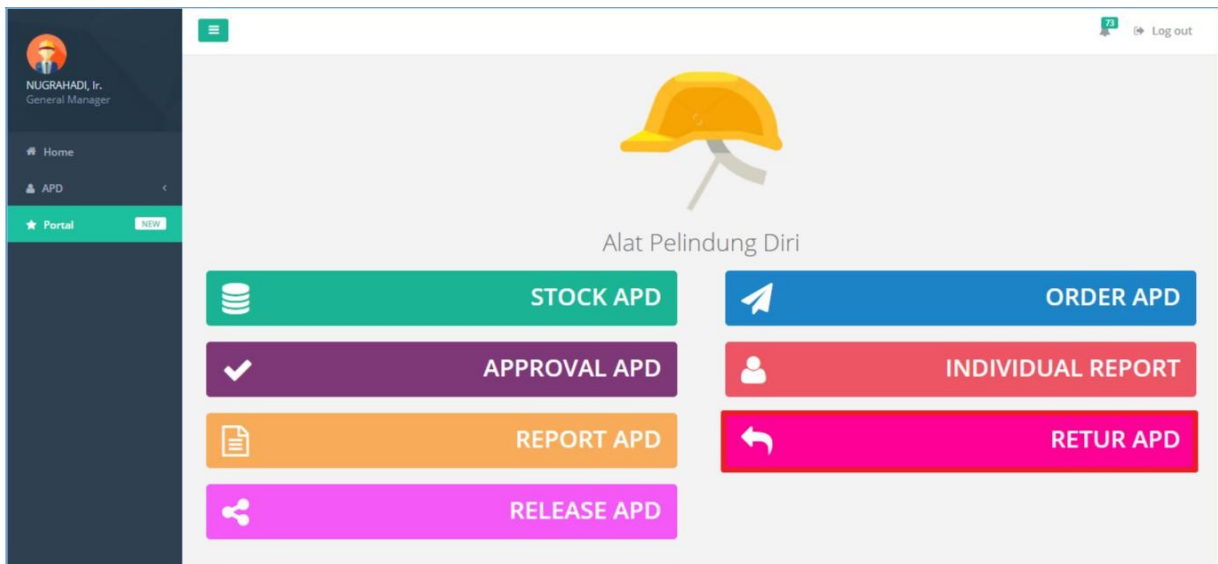 NUGRAHADI, Ir.
General Manager
Home
APD
Portal NEW
73
Log out
Alat Pelindung Diri
STOCK APD
ORDER APD
APPROVAL APD
INDIVIDUAL REPORT
REPORT APD
RETUR APD
RELEASE APD